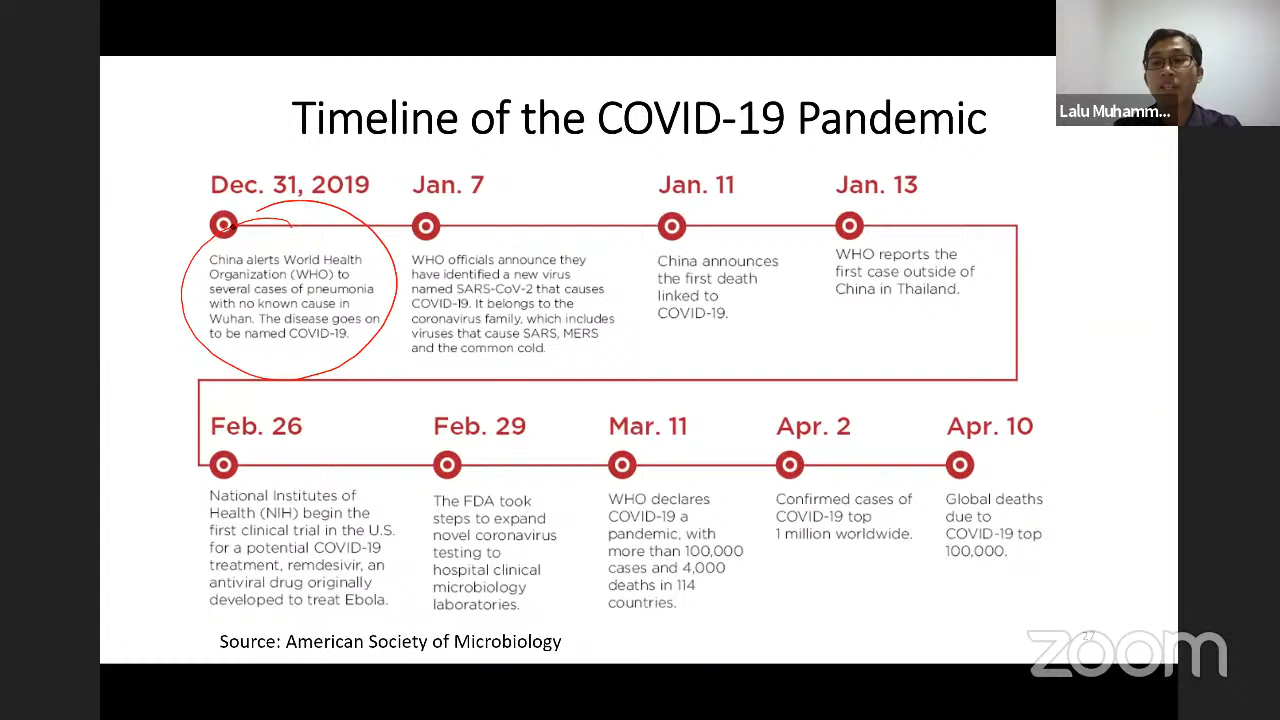 Lalu Muhamm...
Timeline of the COVID-19 Pandemic
Dec. 31, 2019
China alerts World Health
Organization (WHO) to
several cases of pneumonia
with no known cause in
Wuhan. The disease goes on
to be named COVID-19.
Jan. 7
WHO officials announce they
have identified a new virus
named SARS-CoV-2 that causes
COVID-19. It belongs to the
coronavirus family, which includes
viruses that cause SARS, MERS
and the common cold.
Jan. 11
China announces
the first death
linked to
COVID-19.
Jan. 13
WHO reports the
first case outside of
China in Thailand.
Feb. 26
National Institutes of
Health (NIH) begin the
first clinical trial in the U.S.
for a potential COVID-19
treatment, remdesivir, an
antiviral drug originally
developed to treat Ebola.
Feb. 29
The FDA took
steps to expand
novel coronavirus
testing to
hospital clinical
microbiology
laboratories.
Mar. 11
WHO declares
COVID-19 a
pandemic, with
more than 100,000
cases and 4,000
deaths in 114
countries.
Apr. 2
Confirmed cases of
COVID-19 top
1 million worldwide.
Apr. 10
Global deaths
due to
COVID-19 top
100,000.
Source: American Society of Microbiology
27
zoom